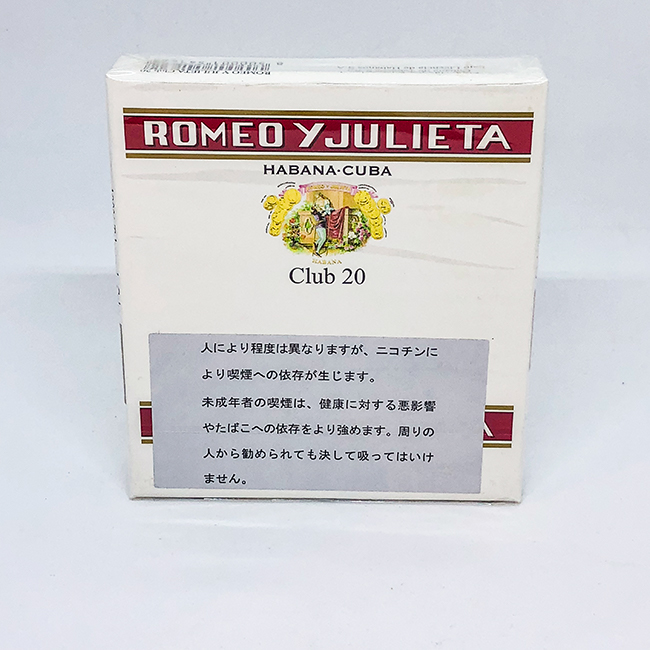 ROMEO Y JULIETA
HABANA·CUBA
HABANA
Club 20
人により程度は異なりますが、ニコチンに
より喫煙への依存が生じます。
未成年者の喫煙は、健康に対する悪影響
やたばこへの依存をより強めます。周りの
人から勧められても決して吸ってはいけ
ません。